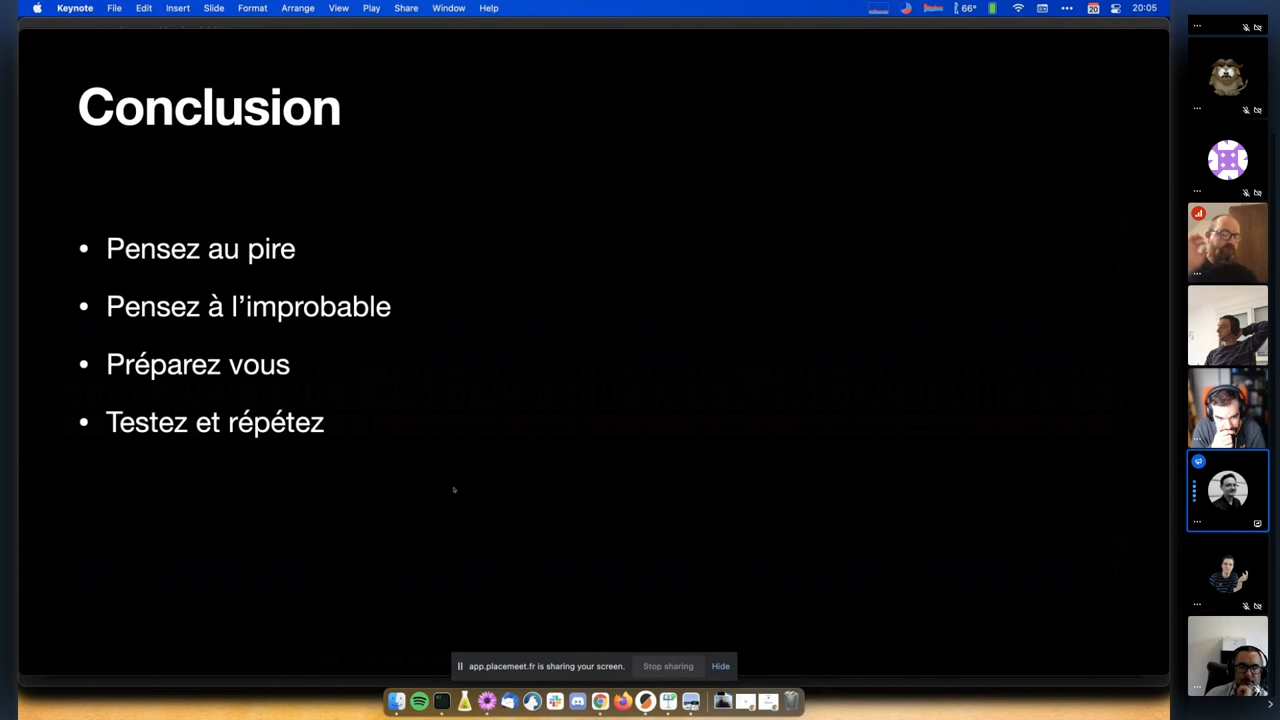 Keynote File Edit Insert Slide Format Arrange View Play Share Window Help 66° 20 20:05
Conclusion
• Pensez au pire
• Pensez à l’improbable
• Préparez vous
• Testez et répétez
app.placemeet.fr is sharing your screen. Stop sharing Hide